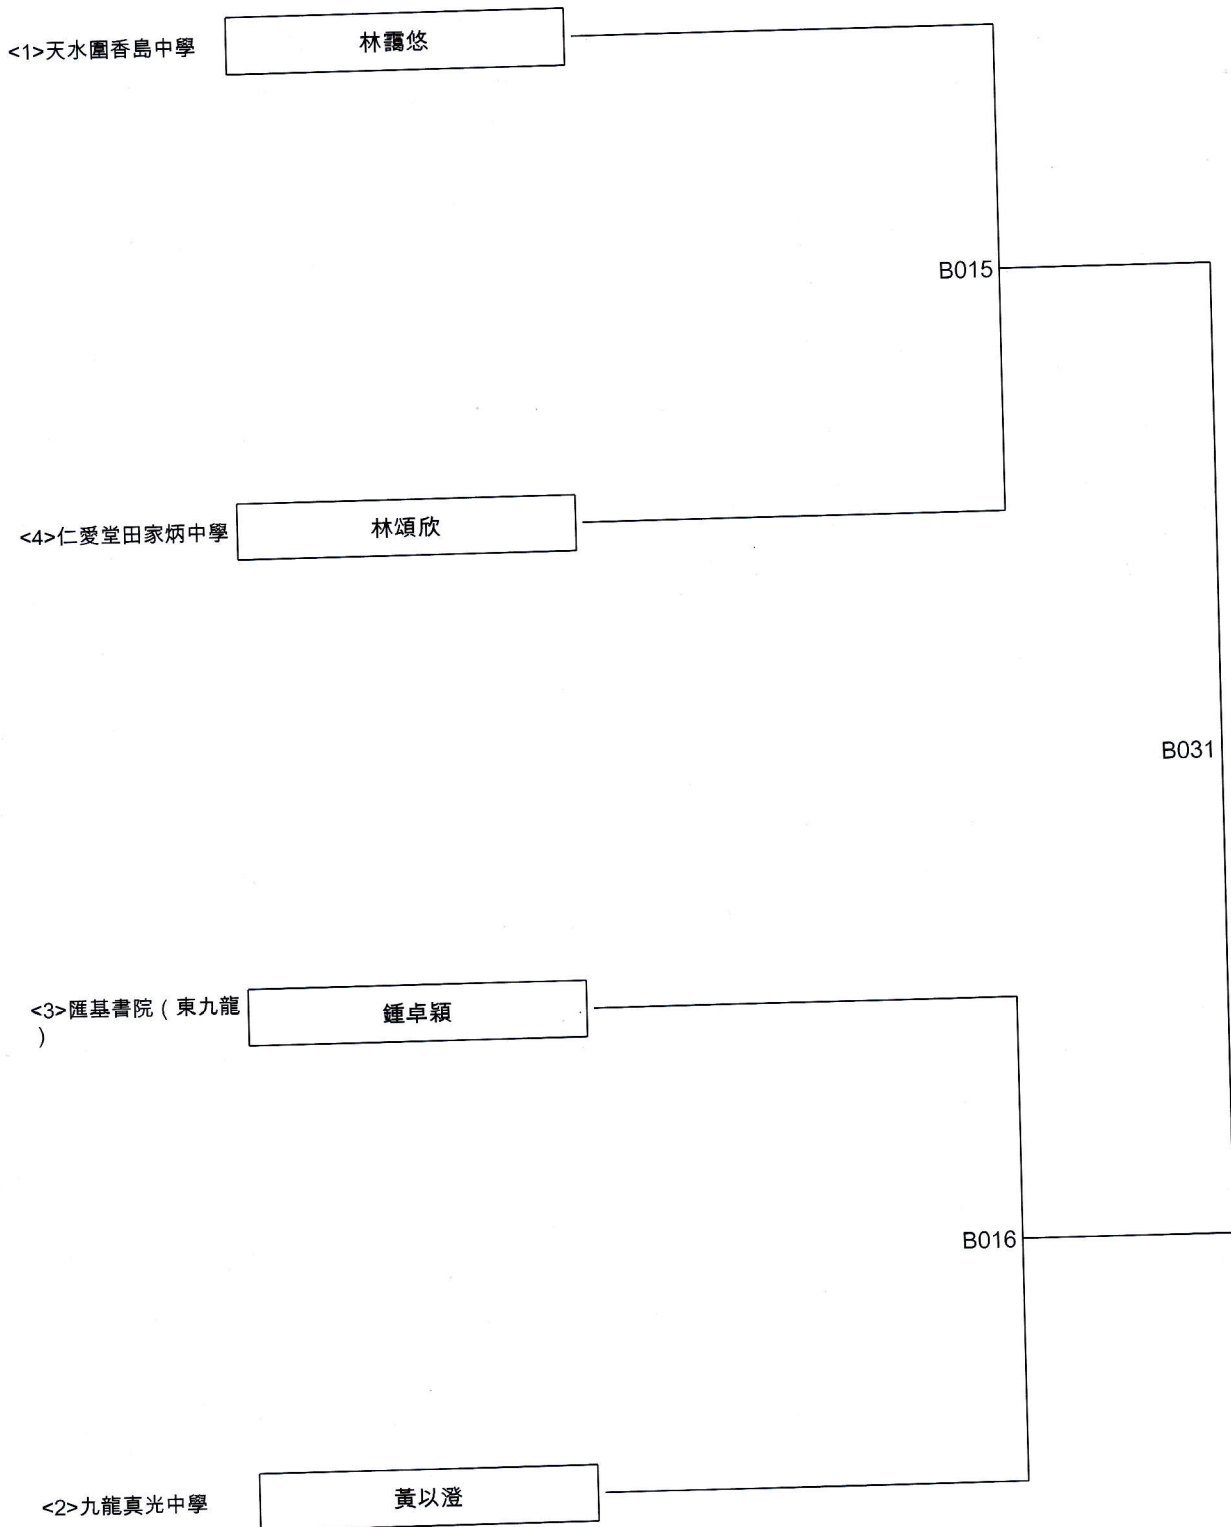 <1>天水圍香島中學 林靄悠
B015
<4>仁愛堂田家炳中學 林頌欣
B031
<3>匯基書院（東九龍
） 鍾卓穎
B016
<2>九龍真光中學 黃以澄